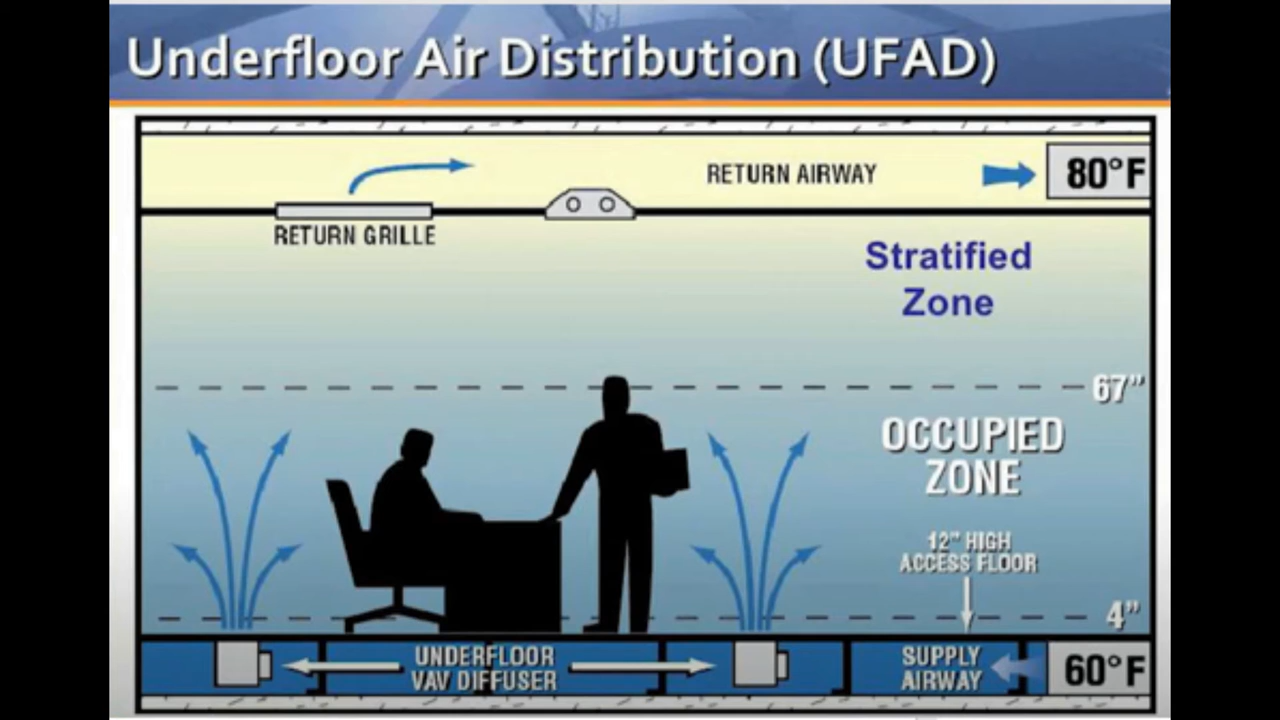 Underfloor Air Distribution (UFAD)
RETURN AIRWAY
80°F
RETURN GRILLE
Stratified
Zone
67”
OCCUPIED
ZONE
12” HIGH
ACCESS FLOOR
4”
UNDERFLOOR
VAV DIFFUSER
SUPPLY
AIRWAY
60°F